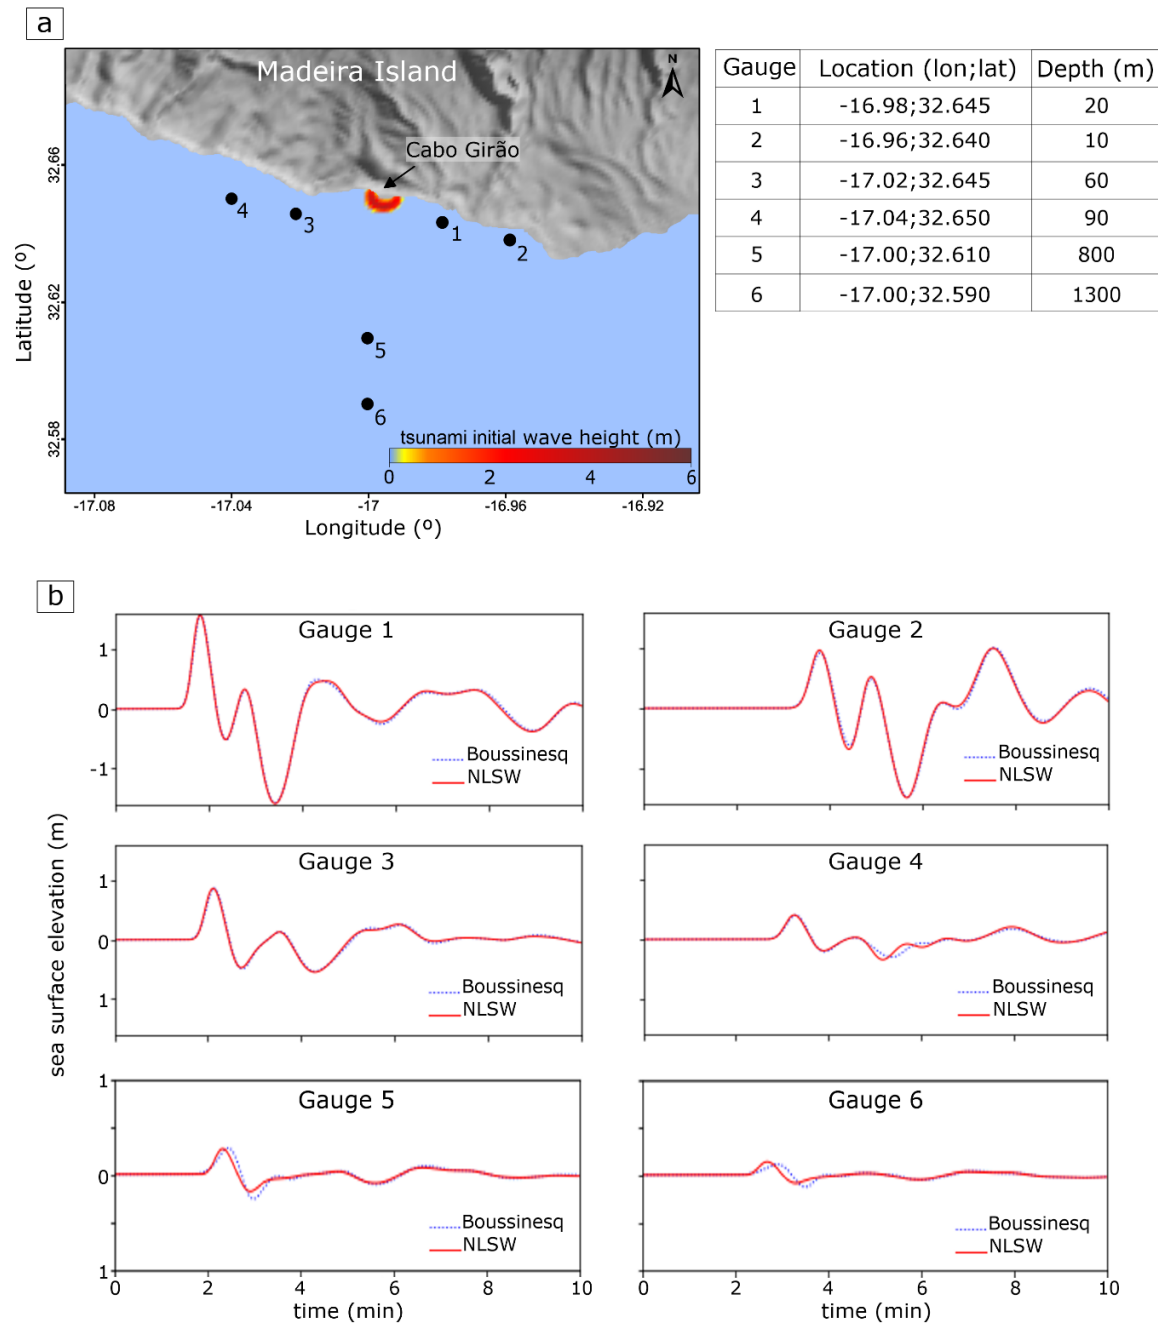 a
Madeira Island
N
Cabo Girão
1
2
3
4
5
6
tsunami initial wave height (m)
0 2 4 6
32.66
32.62
32.58
Latitude (º)
-17.08 -17.04 -17 -16.96 -16.92
Longitude (º)
Gauge Location (lon;lat) Depth (m)
1 -16.98;32.645 20
2 -16.96;32.640 10
3 -17.02;32.645 60
4 -17.04;32.650 90
5 -17.00;32.610 800
6 -17.00;32.590 1300
b
sea surface elevation (m)
Gauge 1
1
0
-1
Boussinesq
NLSW
Gauge 2
Boussinesq
NLSW
Gauge 3
1
0
1
Boussinesq
NLSW
Gauge 4
Boussinesq
NLSW
Gauge 5
1
0
1
Boussinesq
NLSW
0 2 4 6 8 10
time (min)
Gauge 6
Boussinesq
NLSW
0 2 4 6 8 10
time (min)